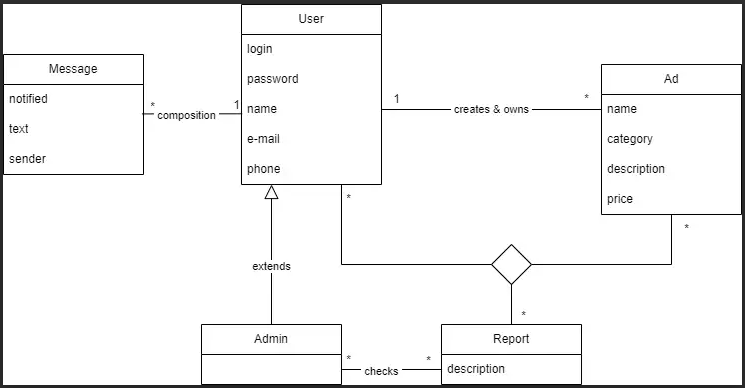 User
login
password
name
e-mail
phone
Message
notified
text
sender
* composition 1
1 creates & owns *
Ad
name
category
description
price
*
*
extends
*
Admin
* checks *
Report
description